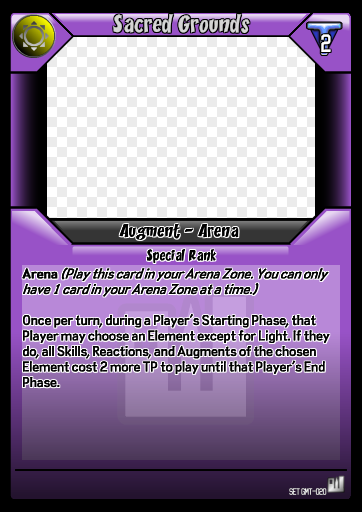 Sacred Grounds
2
Augment - Arena
Special Rank
Arena (Play this card in your Arena Zone. You can only
have 1 card in your Arena Zone at a time.)
Once per turn, during a Player's Starting Phase, that
Player may choose an Element except for Light. If they
do, all Skills, Reactions, and Augments of the chosen
Element cost 2 more TP to play until that Player's End
Phase.
SET GMT-020